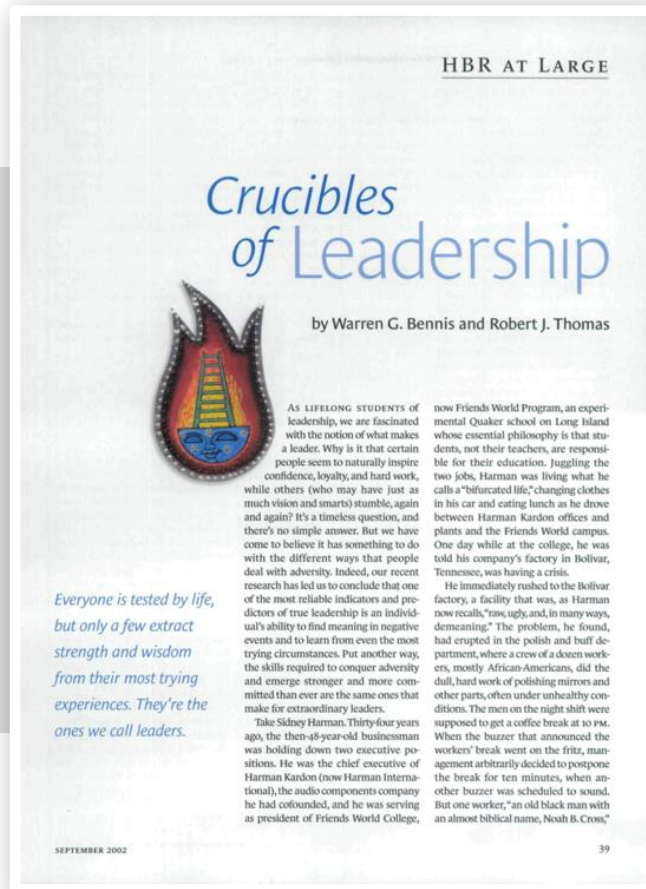 HBR AT LARGE
Crucibles
of Leadership
by Warren G. Bennis and Robert J. Thomas
Everyone is tested by life,
but only a few extract
strength and wisdom
from their most trying
experiences. They're the
ones we call leaders.
AS LIFELONG STUDENTS of
leadership, we are fascinated
with the notion of what makes
a leader. Why is it that certain
people seem to naturally inspire
confidence, loyalty, and hard work,
while others (who may have just as
much vision and smarts) stumble, again
and again? It's a timeless question, and
there's no simple answer. But we have
come to believe it has something to do
with the different ways that people
deal with adversity. Indeed, our recent
research has led us to conclude that one
of the most reliable indicators and pre-
dictors of true leadership is an individ-
ual's ability to find meaning in negative
events and to learn from even the most
trying circumstances. Put another way,
the skills required to conquer adversity
and emerge stronger and more com-
mitted than ever are the same ones that
make for extraordinary leaders.
Take Sidney Harman. Thirty-four years
ago, the then-48-year-old businessman
was holding down two executive po-
sitions. He was the chief executive of
Harman Kardon (now Harman Interna-
tional), the audio components company
he had cofounded, and he was serving
as president of Friends World College,
now Friends World Program, an experi-
mental Quaker school on Long Island
whose essential philosophy is that stu-
dents, not their teachers, are responsi-
ble for their education. Juggling the
two jobs, Harman was living what he
calls a "bifurcated life," changing clothes
in his car and eating lunch as he drove
between Harman Kardon offices and
plants and the Friends World campus.
One day while at the college, he was
told his company's factory in Bolivar,
Tennessee, was having a crisis.
He immediately rushed to the Bolivar
factory, a facility that was, as Harman
now recalls, "raw, ugly, and, in many ways,
demeaning." The problem, he found,
had erupted in the polish and buff de-
partment, where a crew of a dozen work-
ers, mostly African-Americans, did the
dull, hard work of polishing mirrors and
other parts, often under unhealthy con-
ditions. The men on the night shift were
supposed to get a coffee break at 10 PM.
When the buzzer that announced the
workers' break went on the fritz, man-
agement arbitrarily decided to postpone
the break for ten minutes, when an-
other buzzer was scheduled to sound.
But one worker, "an old black man with
an almost biblical name, Noah B. Cross,"
SEPTEMBER 2002
39